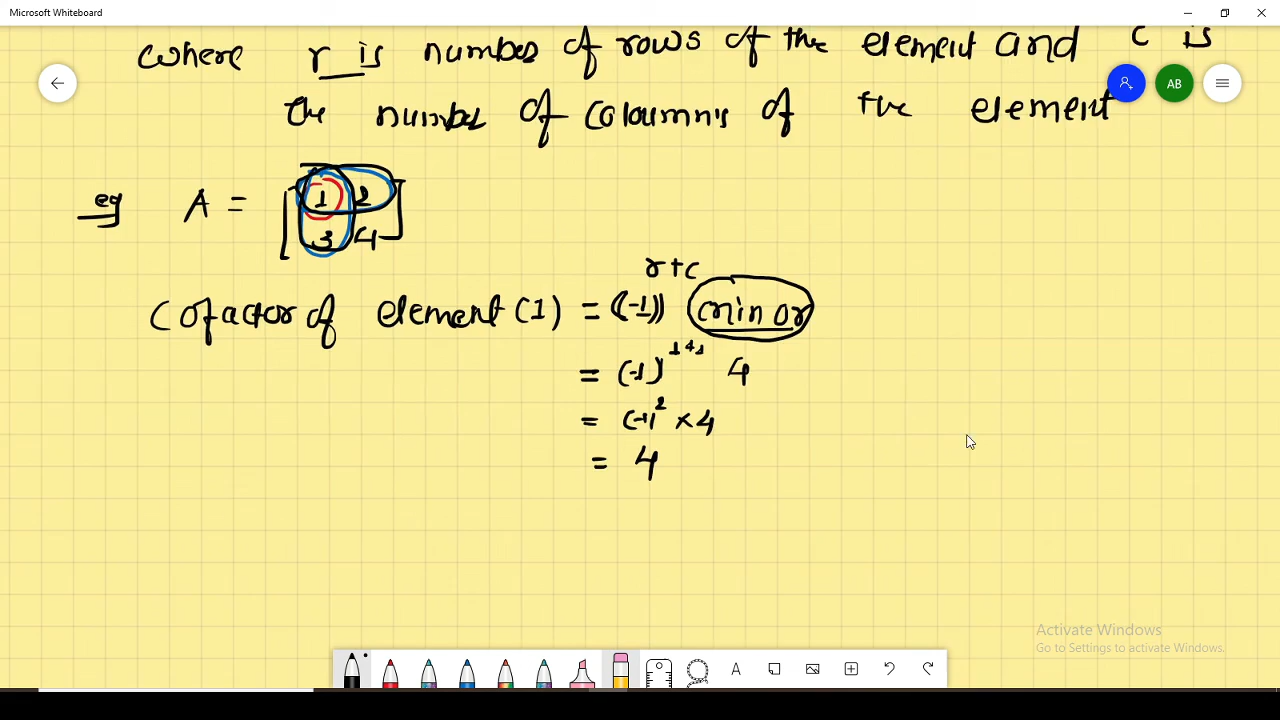 Microsoft Whiteboard
where r is number of rows of the element and c is
the number of coloumns of the element
AB
eg A = [1 2
3 4]
Cofactor of element (1) = (-1)^r+c (minor)
= (-1)^1+1 4
= (-1)^2 × 4
= 4
Activate Windows
Go to Settings to activate Windows.
A